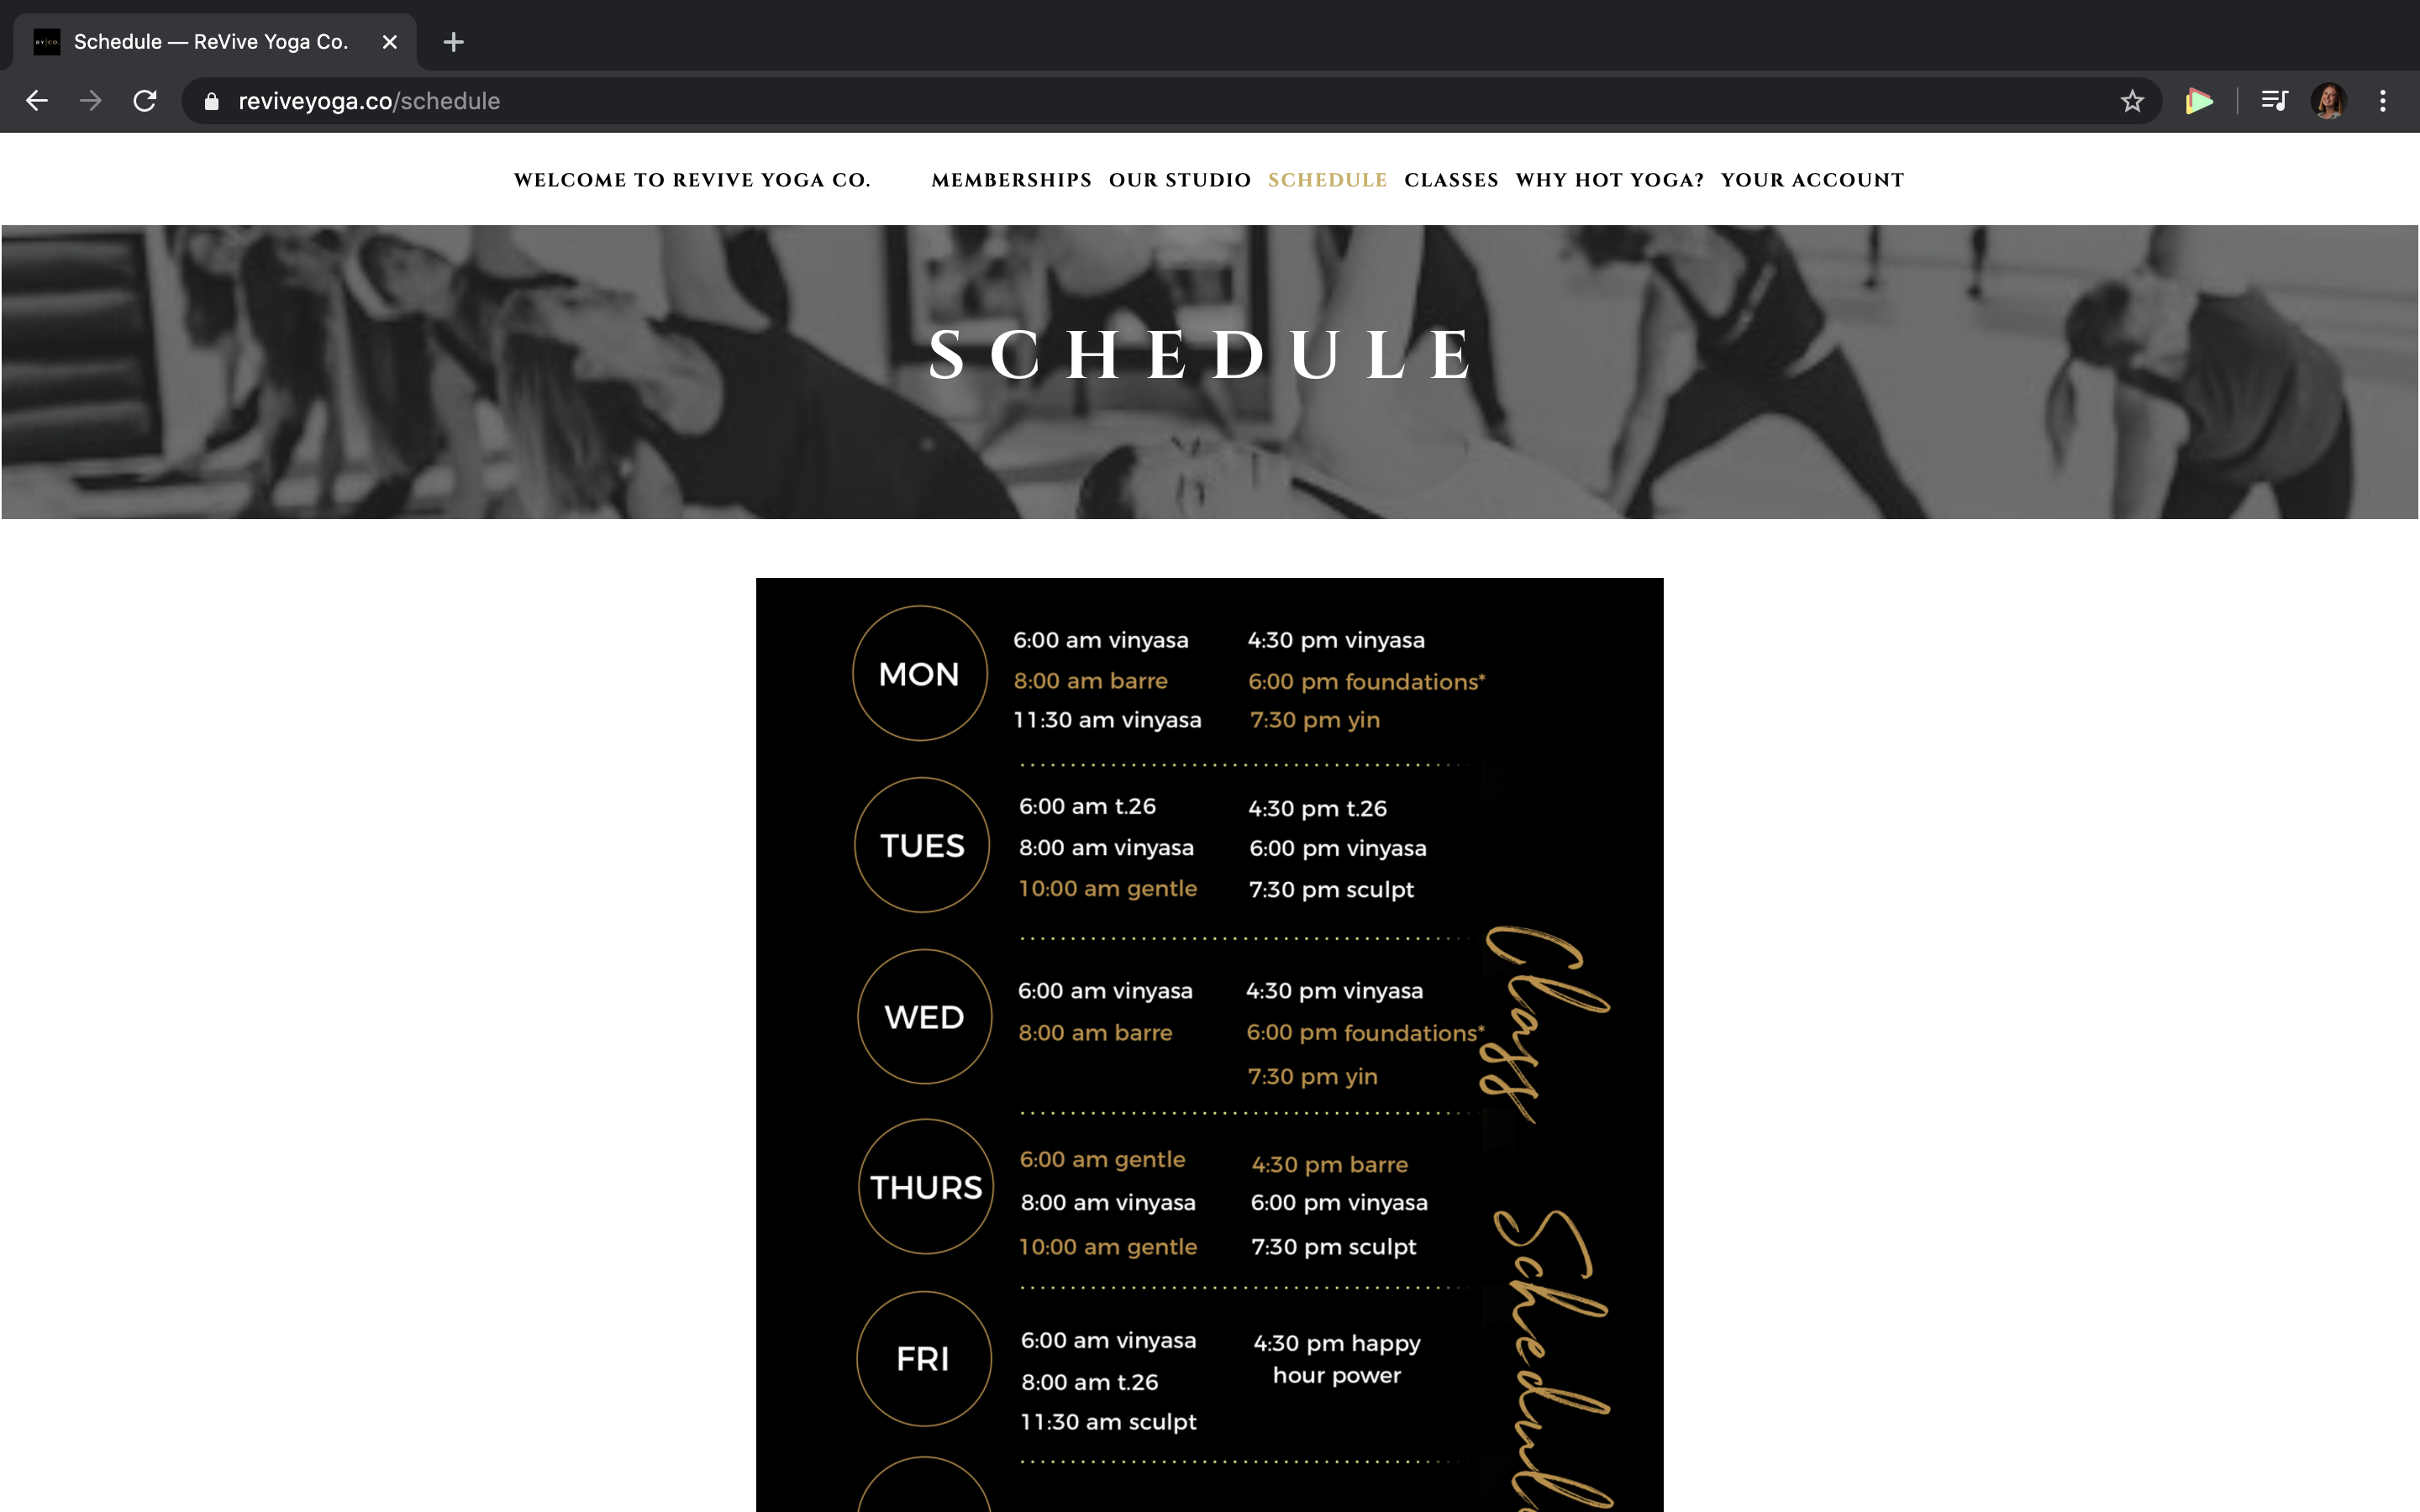 Schedule — ReVive Yoga Co.
reviveyoga.co/schedule
WELCOME TO REVIVE YOGA CO. MEMBERSHIPS OUR STUDIO SCHEDULE CLASSES WHY HOT YOGA? YOUR ACCOUNT
SCHEDULE
MON
6:00 am vinyasa
8:00 am barre
11:30 am vinyasa
4:30 pm vinyasa
6:00 pm foundations*
7:30 pm yin
TUES
6:00 am t.26
8:00 am vinyasa
10:00 am gentle
4:30 pm t.26
6:00 pm vinyasa
7:30 pm sculpt
WED
6:00 am vinyasa
8:00 am barre
4:30 pm vinyasa
6:00 pm foundations*
7:30 pm yin
THURS
6:00 am gentle
8:00 am vinyasa
10:00 am gentle
4:30 pm barre
6:00 pm vinyasa
7:30 pm sculpt
FRI
6:00 am vinyasa
8:00 am t.26
11:30 am sculpt
4:30 pm happy
hour power
Class Schedul